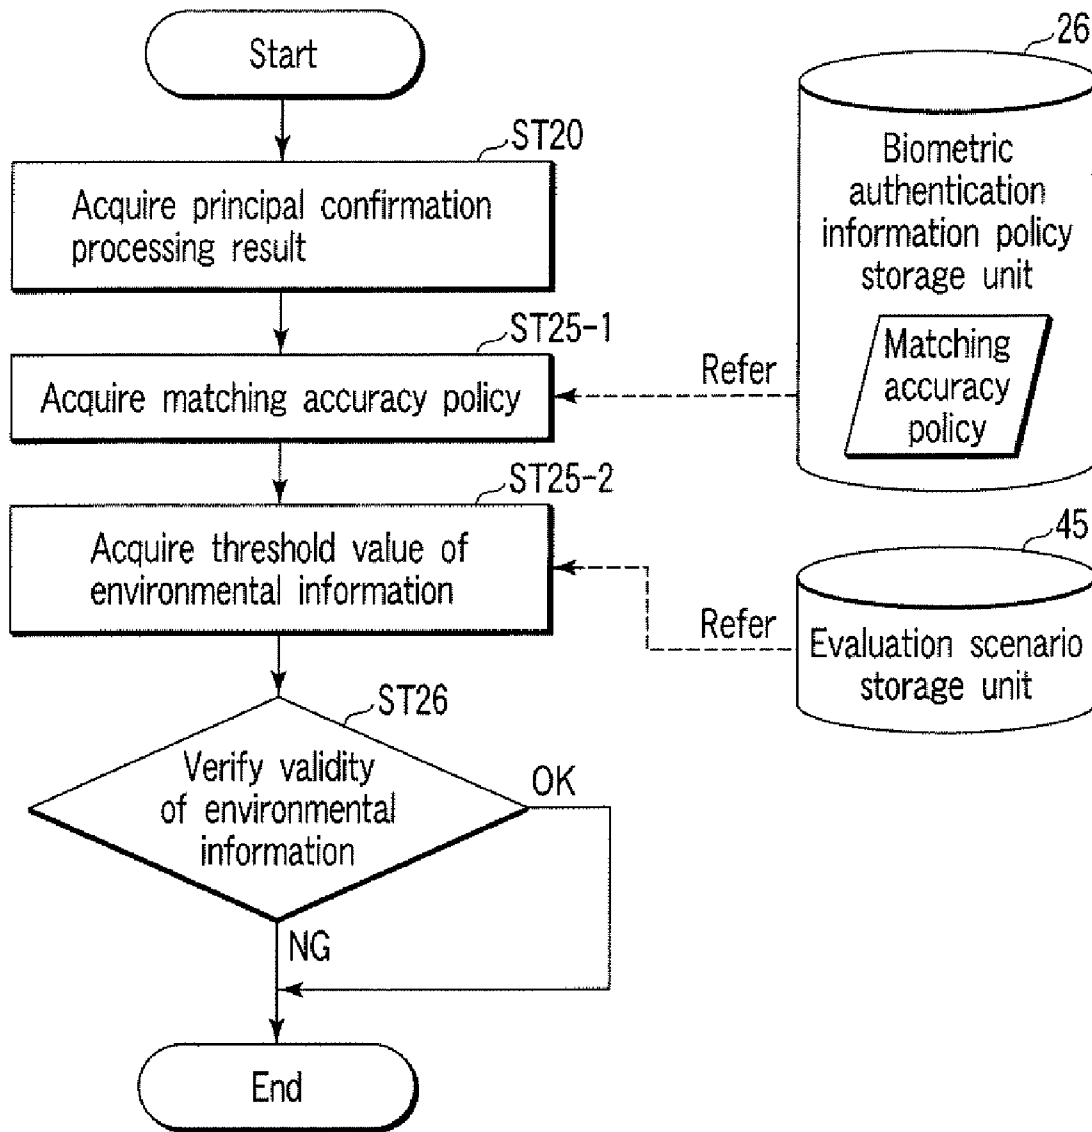 Start
ST20
Acquire principal confirmation
processing result
ST25-1
Acquire matching accuracy policy
ST25-2
Acquire threshold value of
environmental information
ST26
Verify validity
of environmental
information
OK
NG
End
26
Biometric
authentication
information policy
storage unit
Matching
accuracy
policy
Refer
45
Evaluation scenario
storage unit
Refer